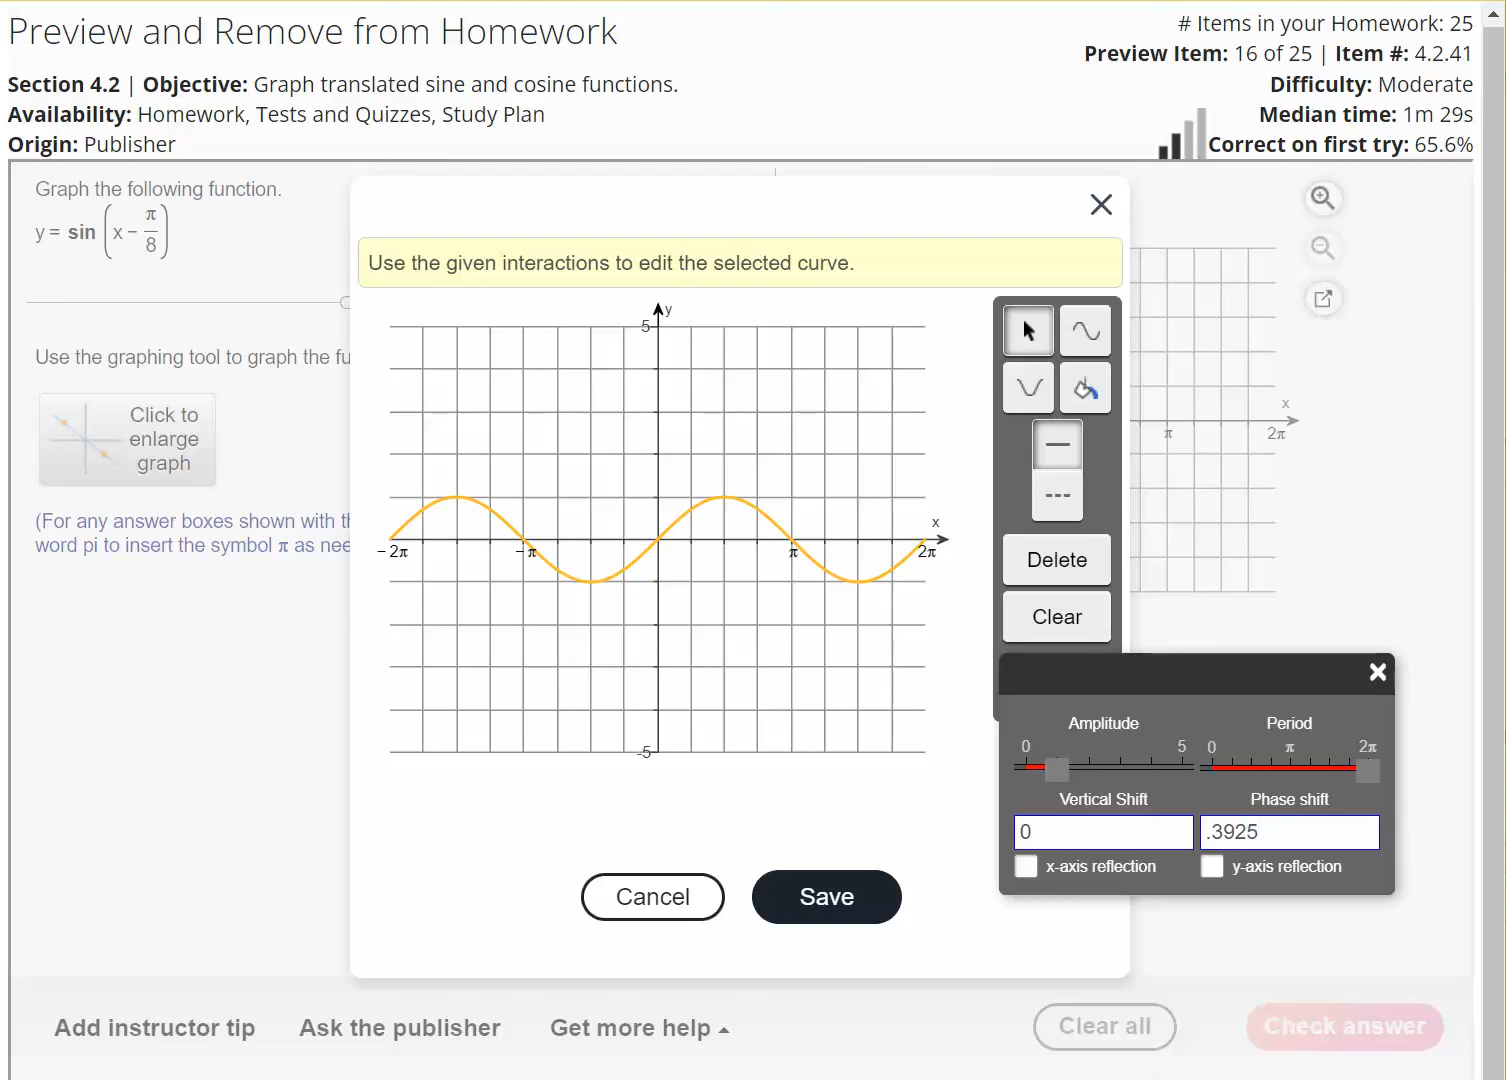 Preview and Remove from Homework
# Items in your Homework: 25
Preview Item: 16 of 25 | Item #: 4.2.41
Section 4.2 | Objective: Graph translated sine and cosine functions.
Difficulty: Moderate
Availability: Homework, Tests and Quizzes, Study Plan
Median time: 1m 29s
Origin: Publisher
Correct on first try: 65.6%
Graph the following function.
y = sin (x − π/8)
Use the graphing tool to graph the fu
Click to
enlarge
graph
(For any answer boxes shown with t
word pi to insert the symbol π as nee
Use the given interactions to edit the selected curve.
y
5
x
−2π
−π
π
2π
-5
Delete
Clear
x
π
2π
Amplitude
Period
0
5
0
π
2π
Vertical Shift
Phase shift
0
.3925
x-axis reflection
y-axis reflection
Cancel
Save
Add instructor tip
Ask the publisher
Get more help
Clear all
Check answer